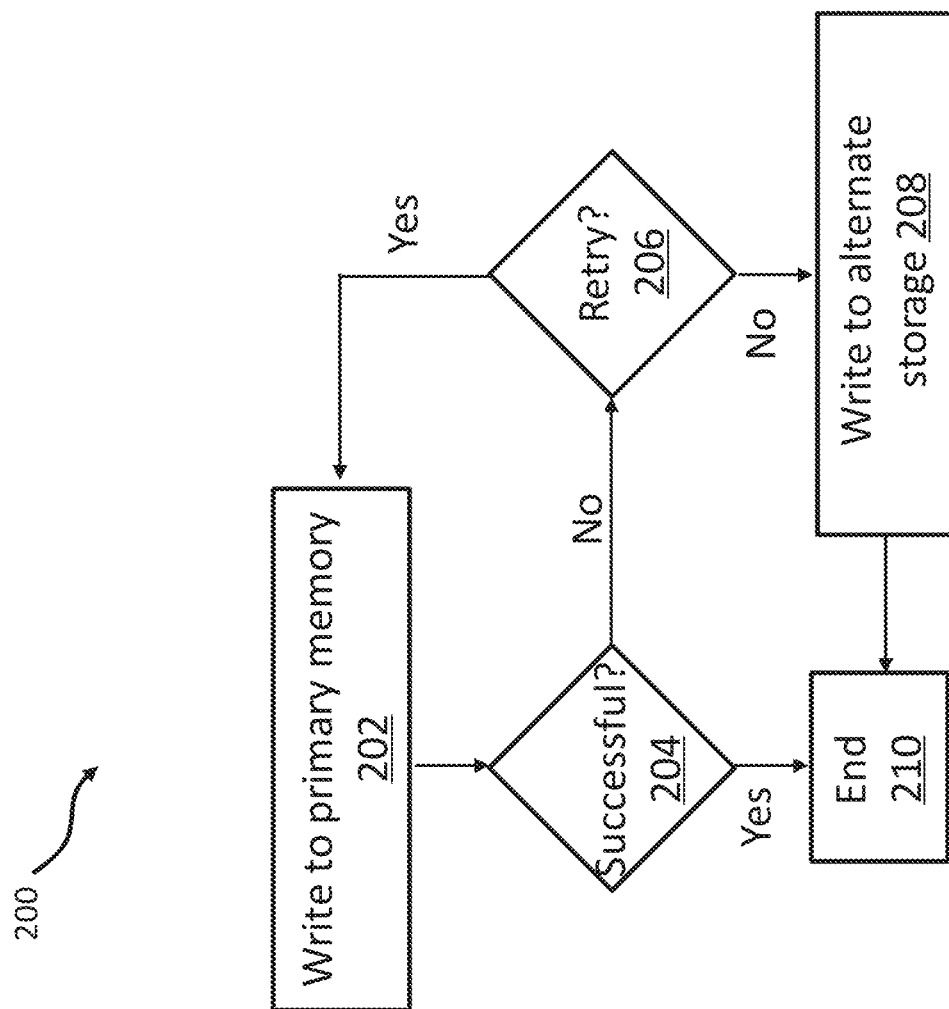 200
Write to primary memory
202
Successful?
204
Yes
No
Retry?
206
Yes
No
Write to alternate
storage 208
End
210